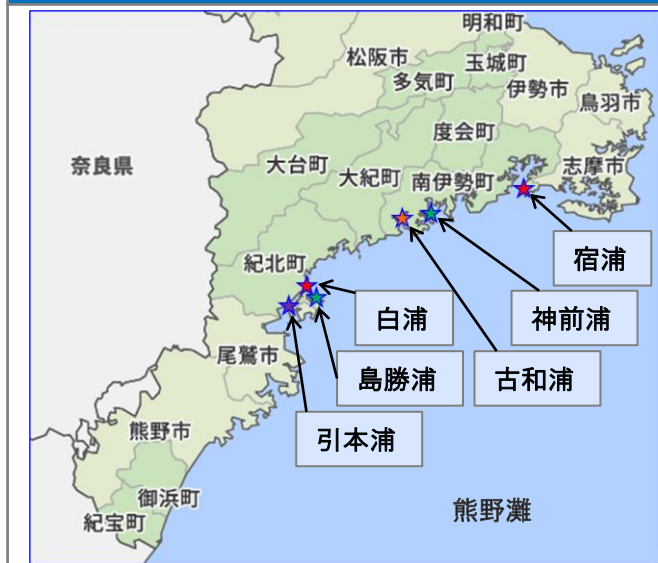 明和町
松阪市
玉城町
多気町
伊勢市
鳥羽市
度会町
奈良県
大台町
大紀町
南伊勢町
志摩市
宿浦
紀北町
白浦
神前浦
尾鷲市
島勝浦
古和浦
引本浦
熊野市
御浜町
熊野灘
紀宝町